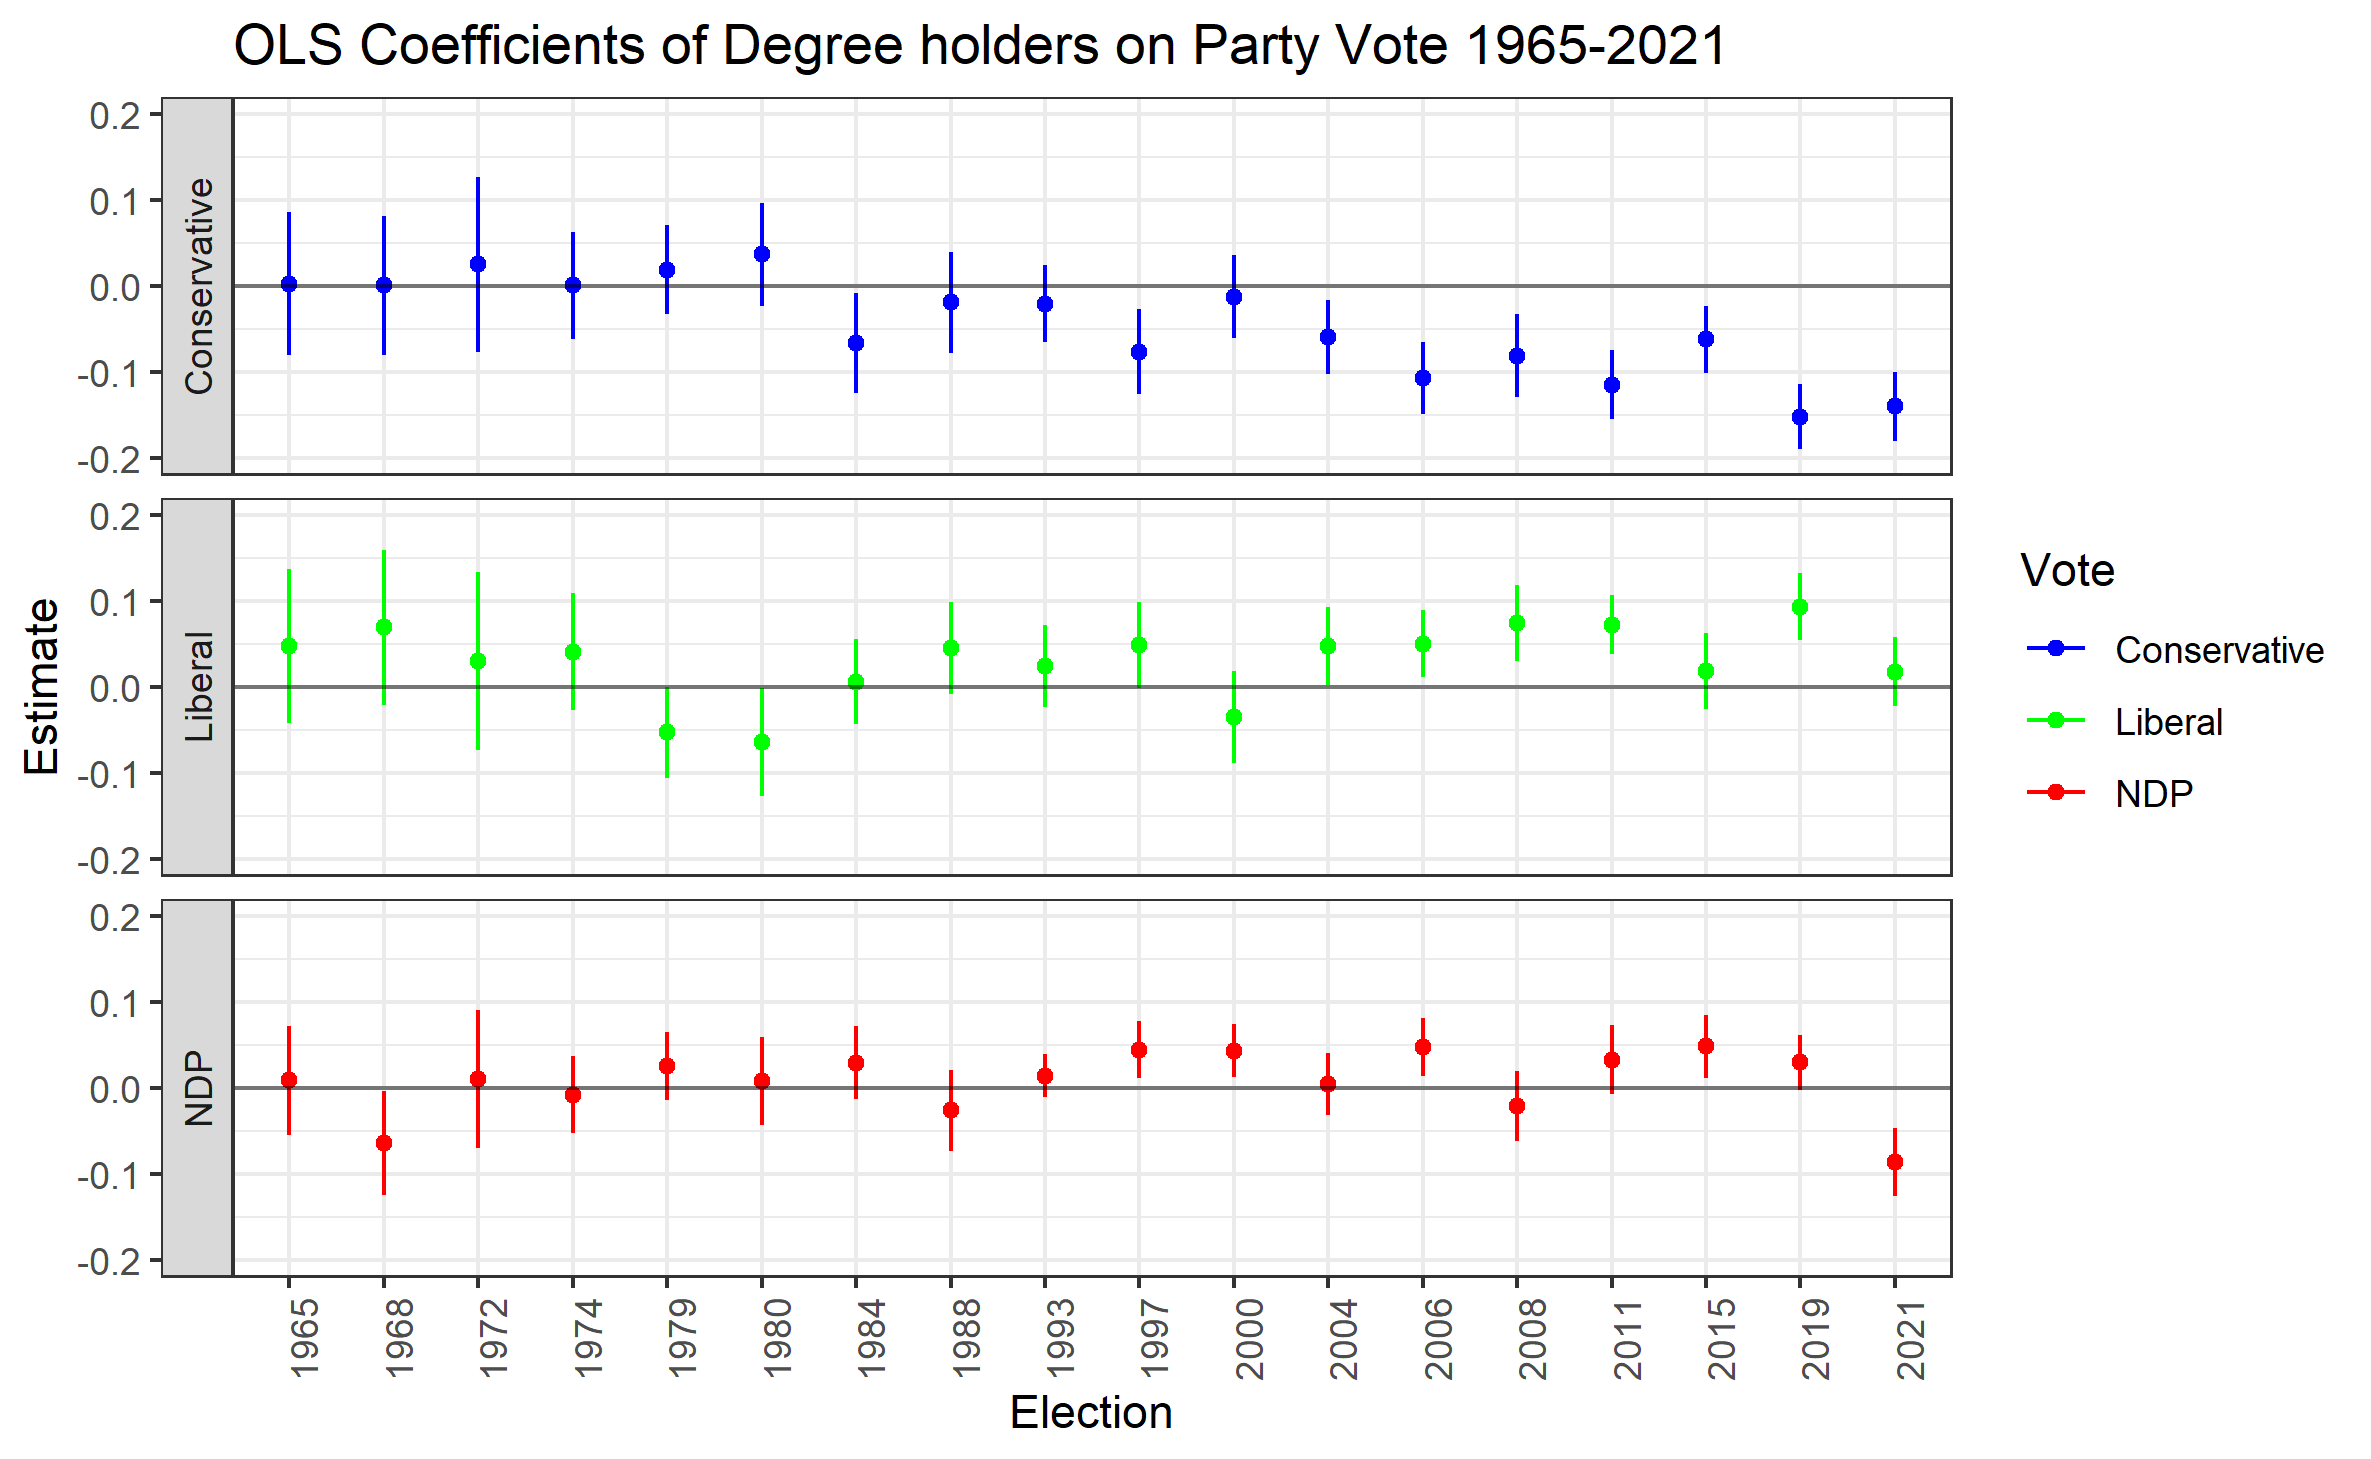 OLS Coefficients of Degree holders on Party Vote 1965-2021
Estimate
Conservative
0.2
0.1
0.0
-0.1
-0.2
Liberal
0.2
0.1
0.0
-0.1
-0.2
NDP
0.2
0.1
0.0
-0.1
-0.2
1965 1968 1972 1974 1979 1980 1984 1988 1993 1997 2000 2004 2006 2008 2011 2015 2019 2021
Election
Vote
Conservative
Liberal
NDP